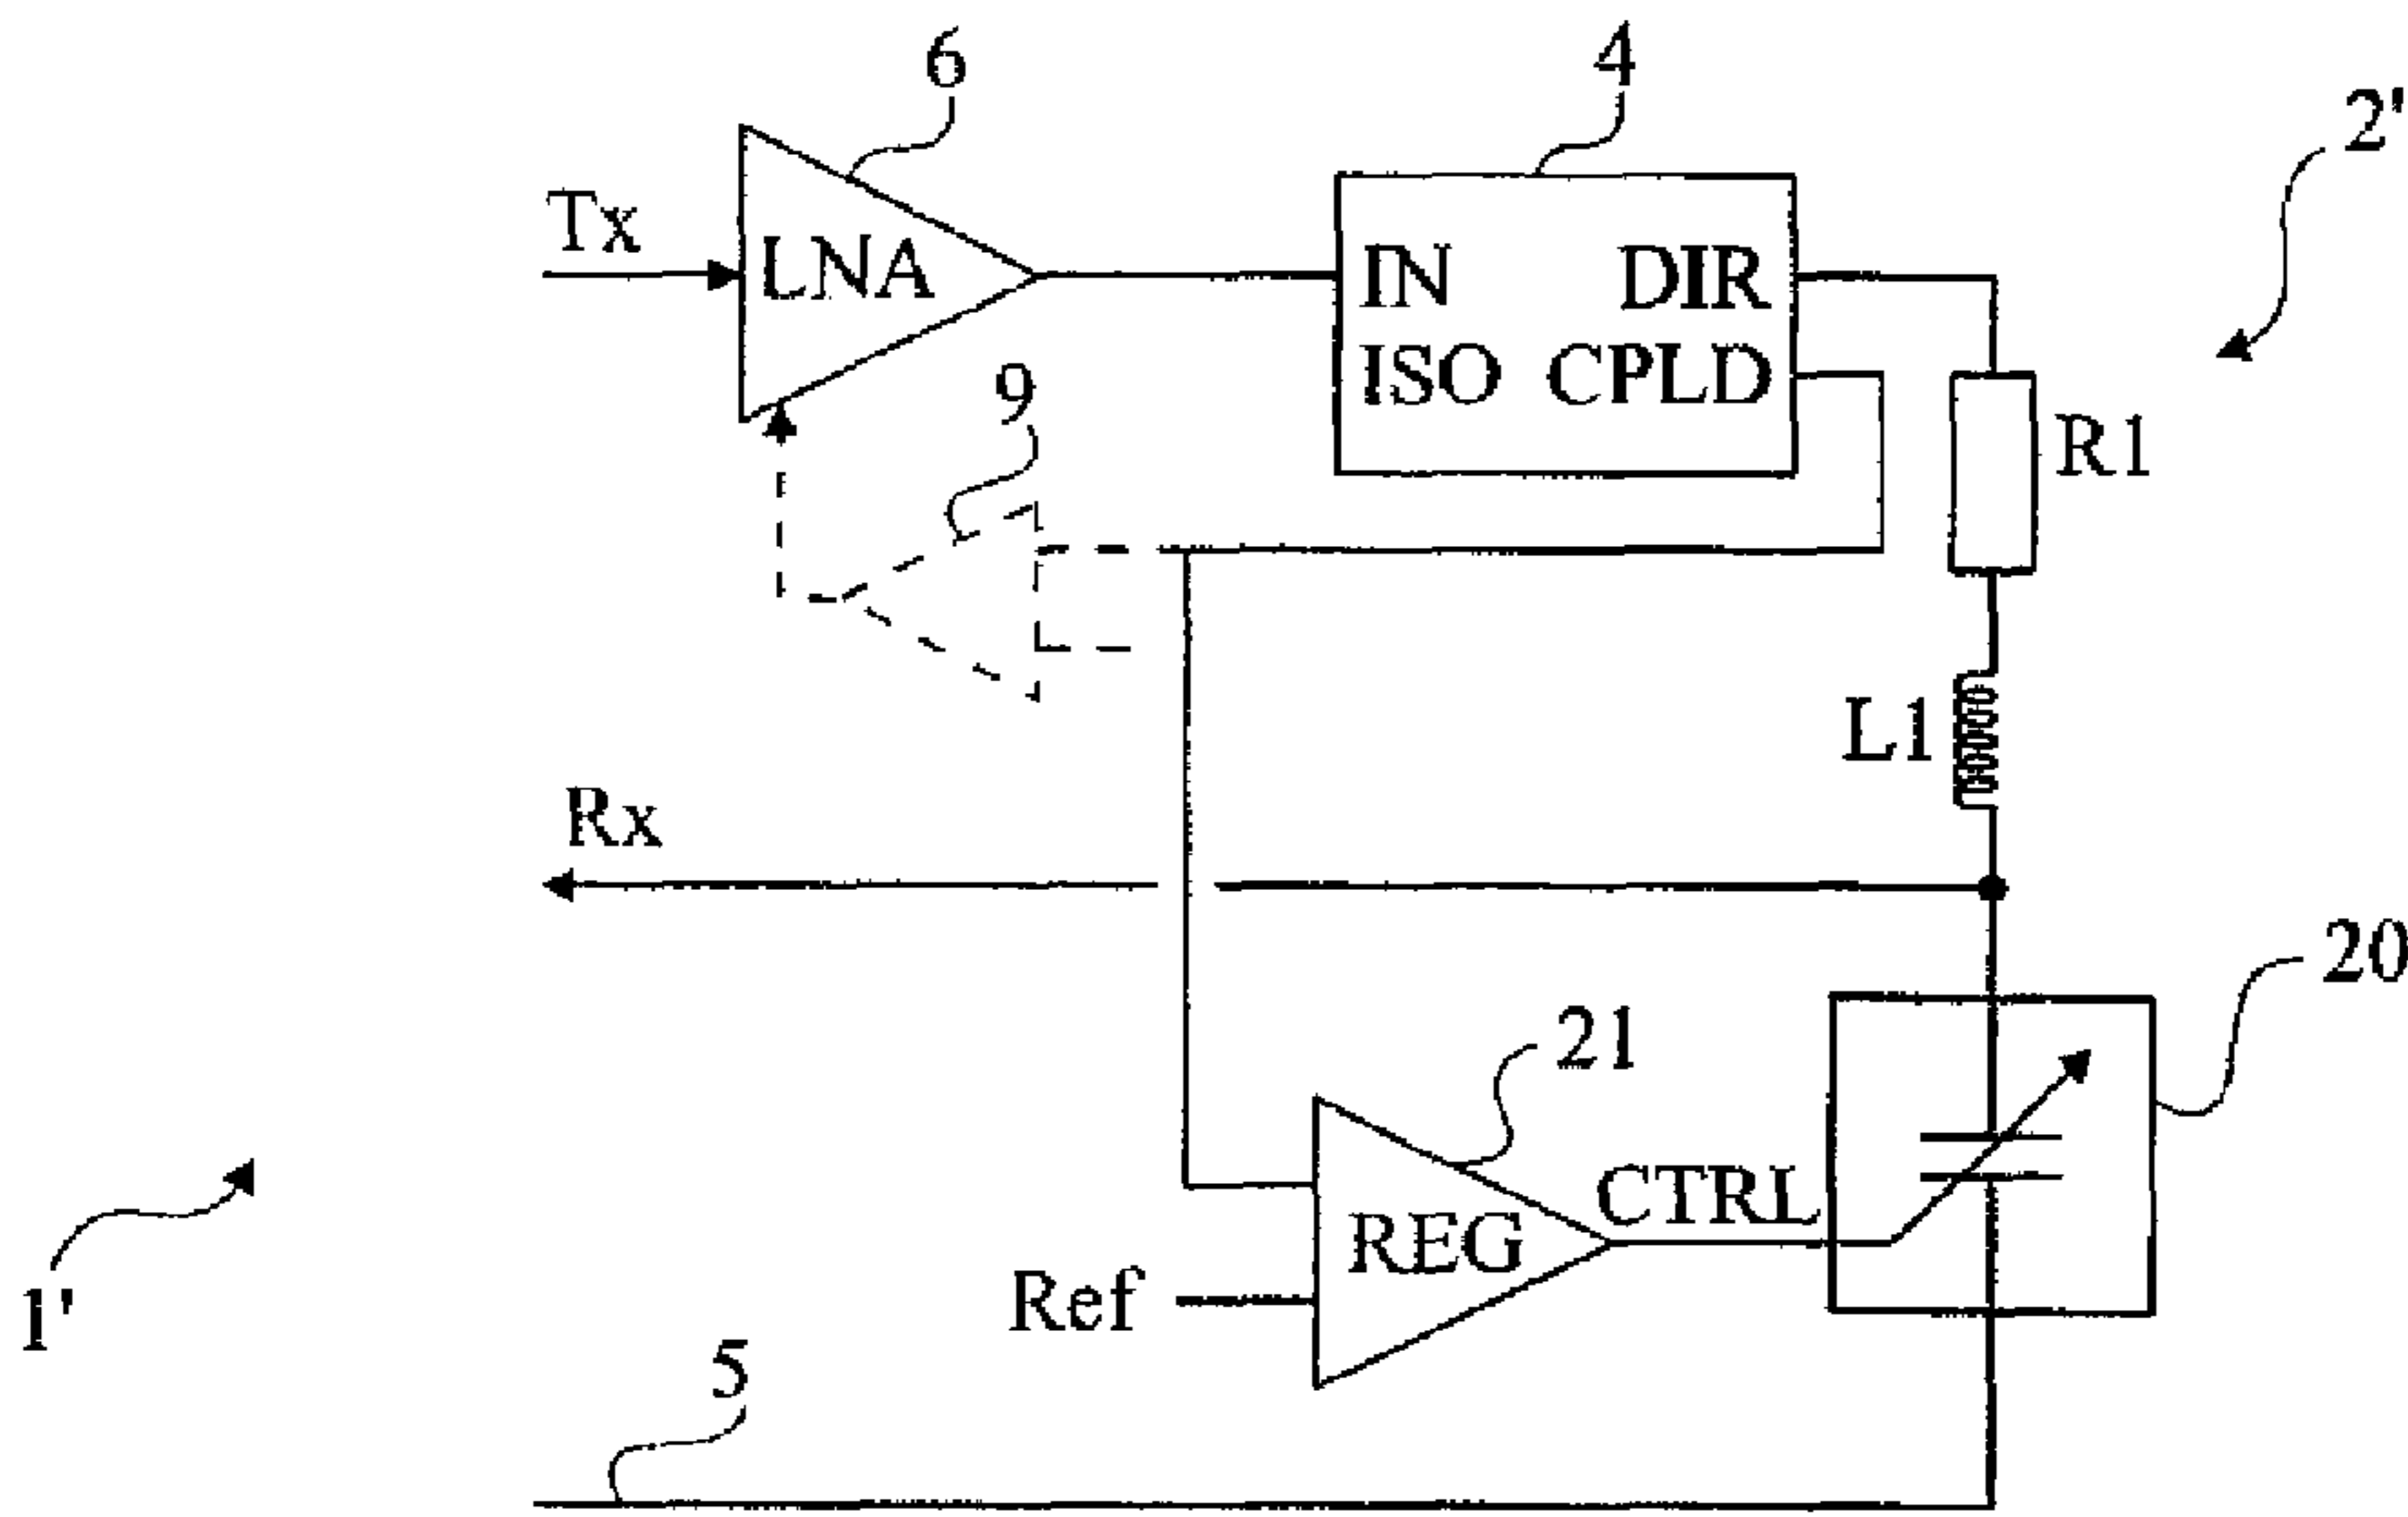 6
4
2'
Tx
LNA
IN DIR
ISO CPLD
9
R1
L1
Rx
20
21
CTRL
REG
Ref
1'
5